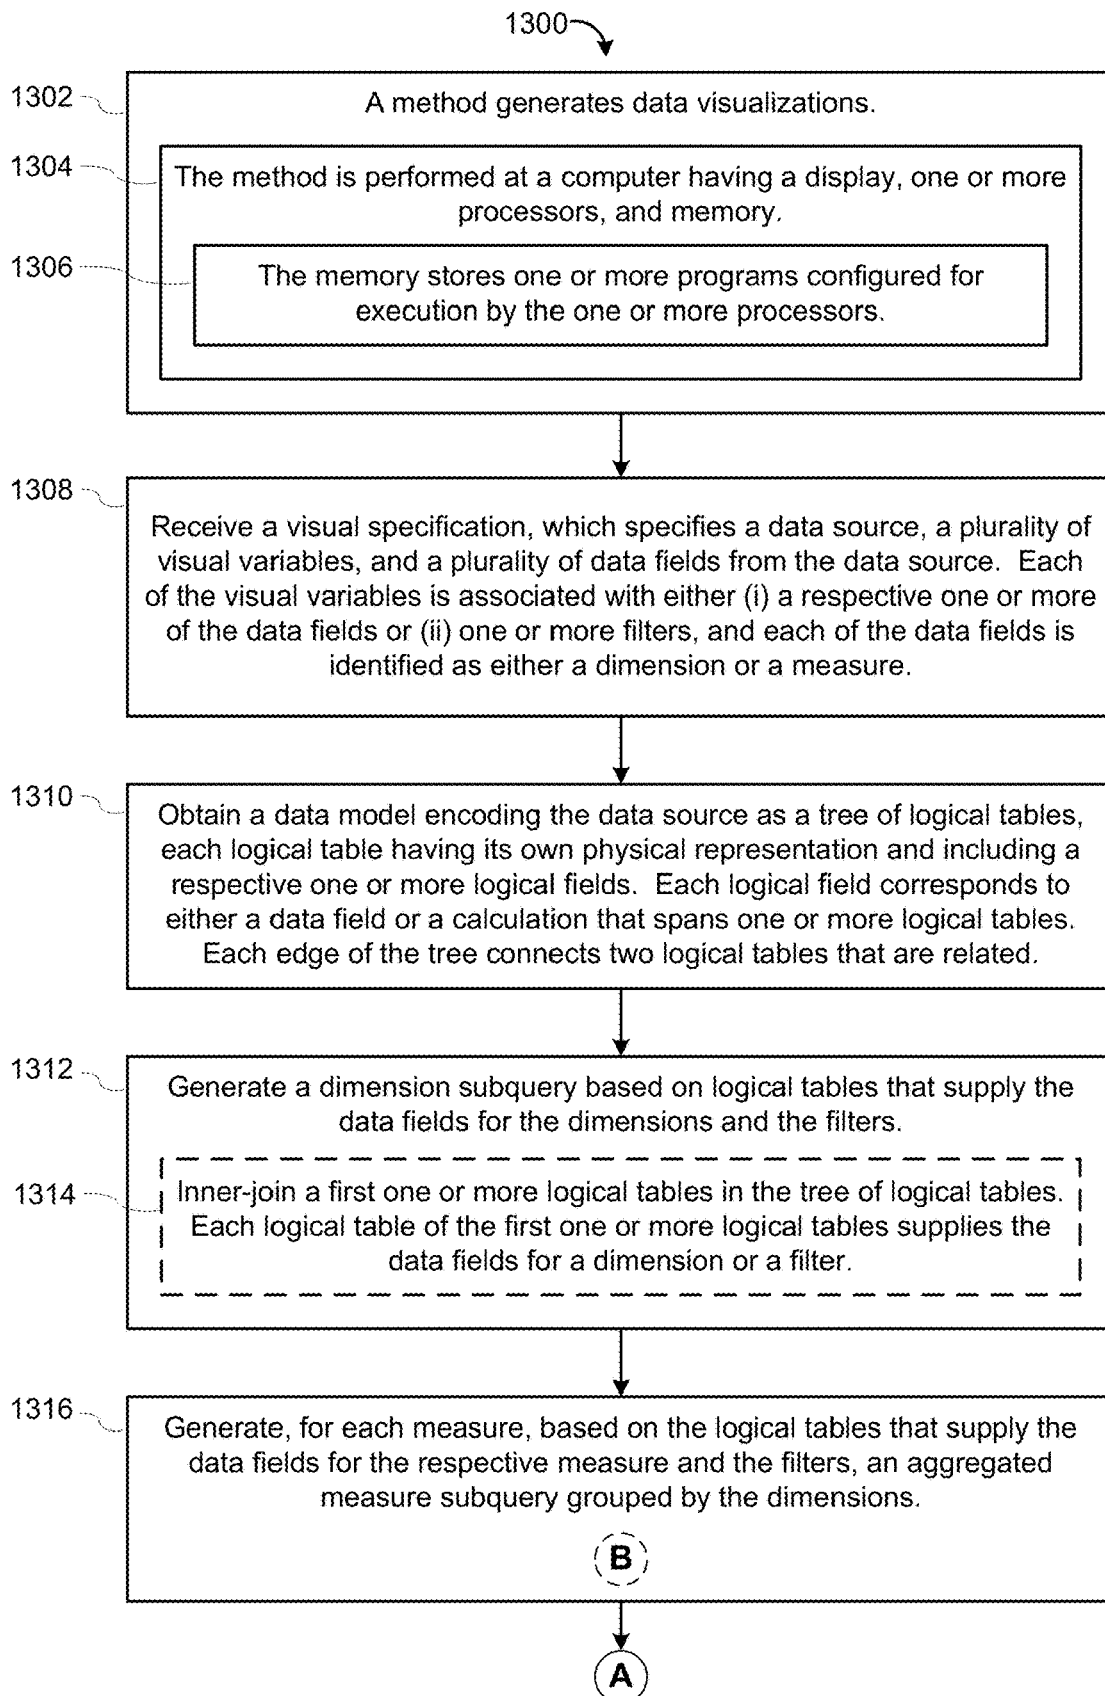 1300
1302
A method generates data visualizations.
1304
The method is performed at a computer having a display, one or more
processors, and memory.
1306
The memory stores one or more programs configured for
execution by the one or more processors.
1308
Receive a visual specification, which specifies a data source, a plurality of
visual variables, and a plurality of data fields from the data source.  Each
of the visual variables is associated with either (i) a respective one or more
of the data fields or (ii) one or more filters, and each of the data fields is
identified as either a dimension or a measure.
1310
Obtain a data model encoding the data source as a tree of logical tables,
each logical table having its own physical representation and including a
respective one or more logical fields.  Each logical field corresponds to
either a data field or a calculation that spans one or more logical tables.
Each edge of the tree connects two logical tables that are related.
1312
Generate a dimension subquery based on logical tables that supply the
data fields for the dimensions and the filters.
1314
Inner-join a first one or more logical tables in the tree of logical tables.
Each logical table of the first one or more logical tables supplies the
data fields for a dimension or a filter.
1316
Generate, for each measure, based on the logical tables that supply the
data fields for the respective measure and the filters, an aggregated
measure subquery grouped by the dimensions.
B
A